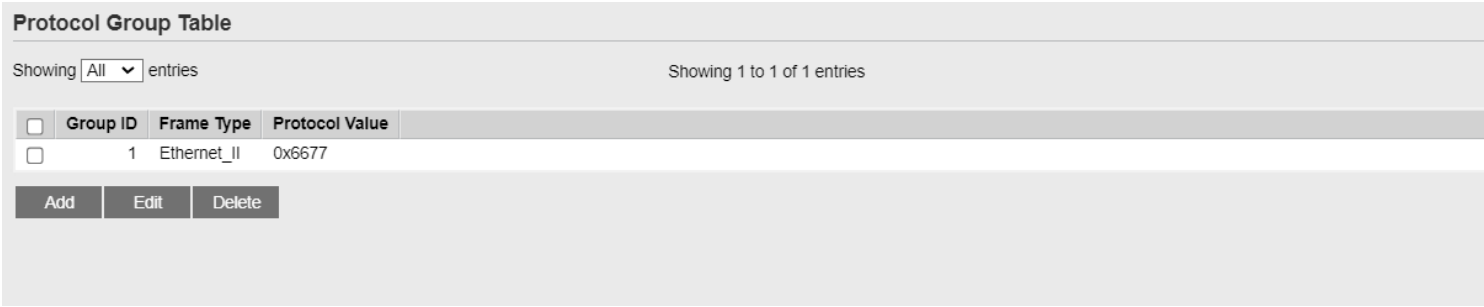 Protocol Group Table
Showing All entries Showing 1 to 1 of 1 entries
Group ID Frame Type Protocol Value
1 Ethernet_II 0x6677
Add Edit Delete